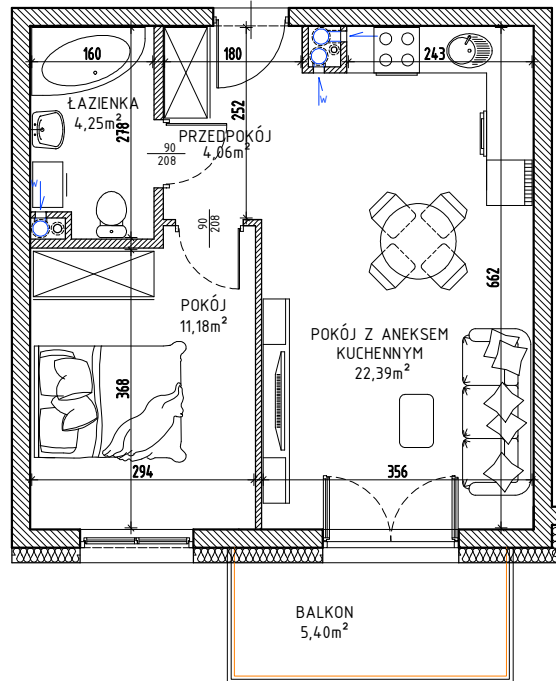 160
180
243
ŁAZIENKA
4,25m²
278
252
PRZEDPOKÓJ
4,06m²
90
208
90
208
W
W
662
POKÓJ
11,18m²
POKÓJ Z ANEKSEM
KUCHENNYM
22,39m²
368
294
356
BALKON
5,40m²